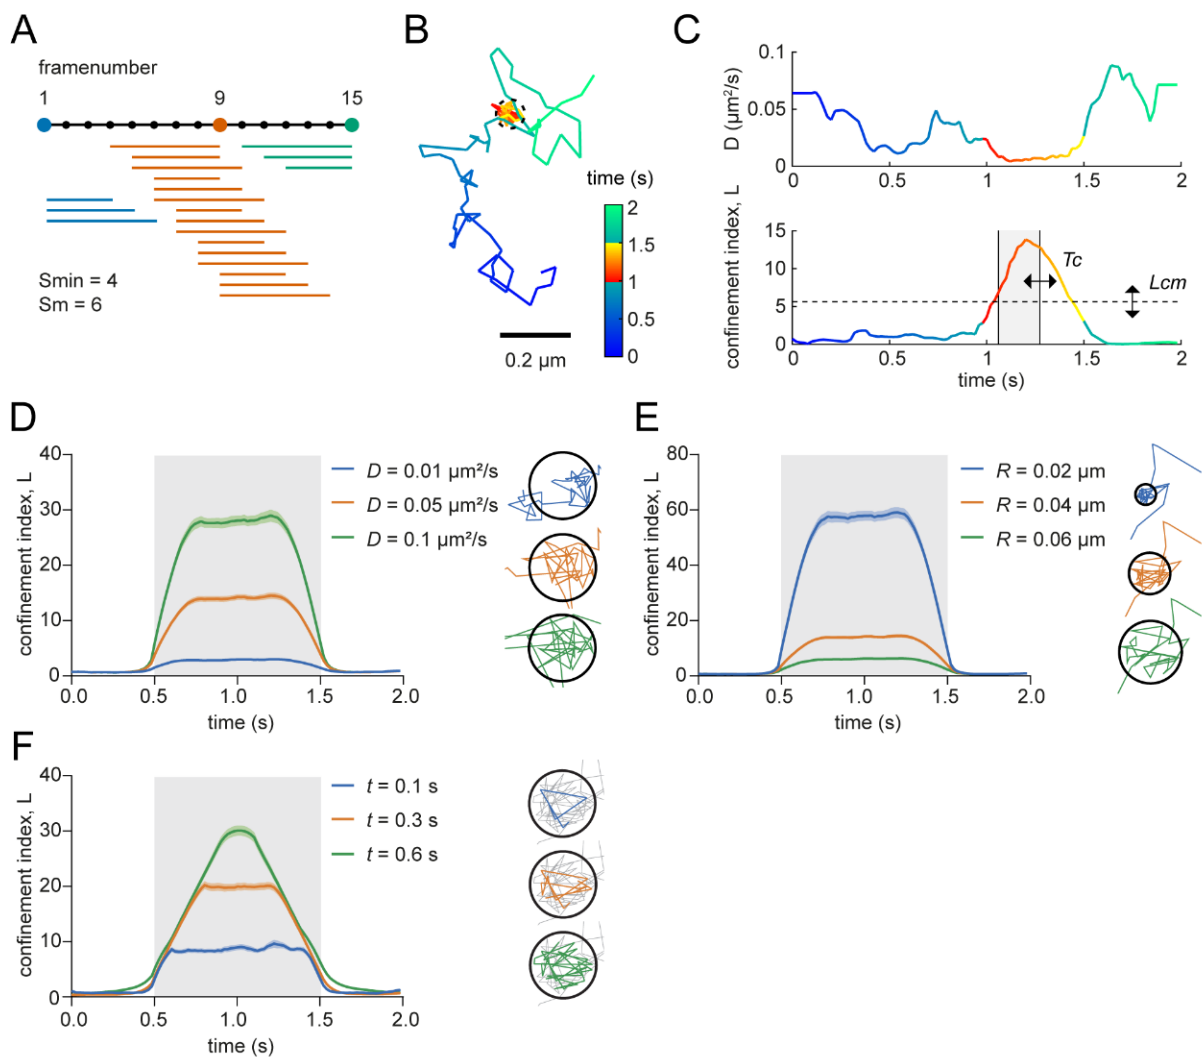 A
framenumber
1
9
15
Smin = 4
Sm = 6
B
time (s)
2
1.5
1
0.5
0
0.2 µm
C
D (µm²/s)
0.1
0.05
0
0
0.5
1
1.5
2
confinement index, L
15
10
5
0
Tc
Lcm
0
0.5
1
1.5
2
time (s)
D
confinement index, L
40
30
20
10
0
D = 0.01 µm²/s
D = 0.05 µm²/s
D = 0.1 µm²/s
0.0
0.5
1.0
1.5
2.0
time (s)
E
confinement index, L
80
60
40
20
0
R = 0.02 µm
R = 0.04 µm
R = 0.06 µm
0.0
0.5
1.0
1.5
2.0
time (s)
F
confinement index, L
40
30
20
10
0
t = 0.1 s
t = 0.3 s
t = 0.6 s
0.0
0.5
1.0
1.5
2.0
time (s)